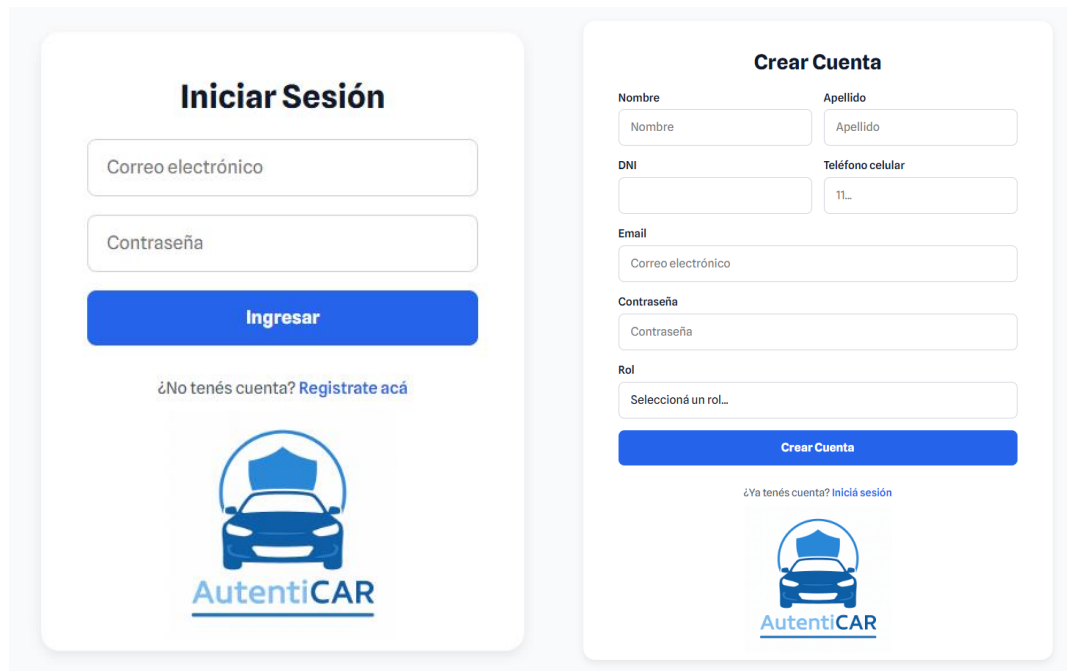 Iniciar Sesión
Correo electrónico
Contraseña
Ingresar
¿No tenés cuenta? Registrate acá
AutentiCAR
Crear Cuenta
Nombre Apellido
Nombre Apellido
DNI Teléfono celular
11...
Email
Correo electrónico
Contraseña
Contraseña
Rol
Seleccioná un rol...
Crear Cuenta
¿Ya tenés cuenta? Iniciá sesión
AutentiCAR